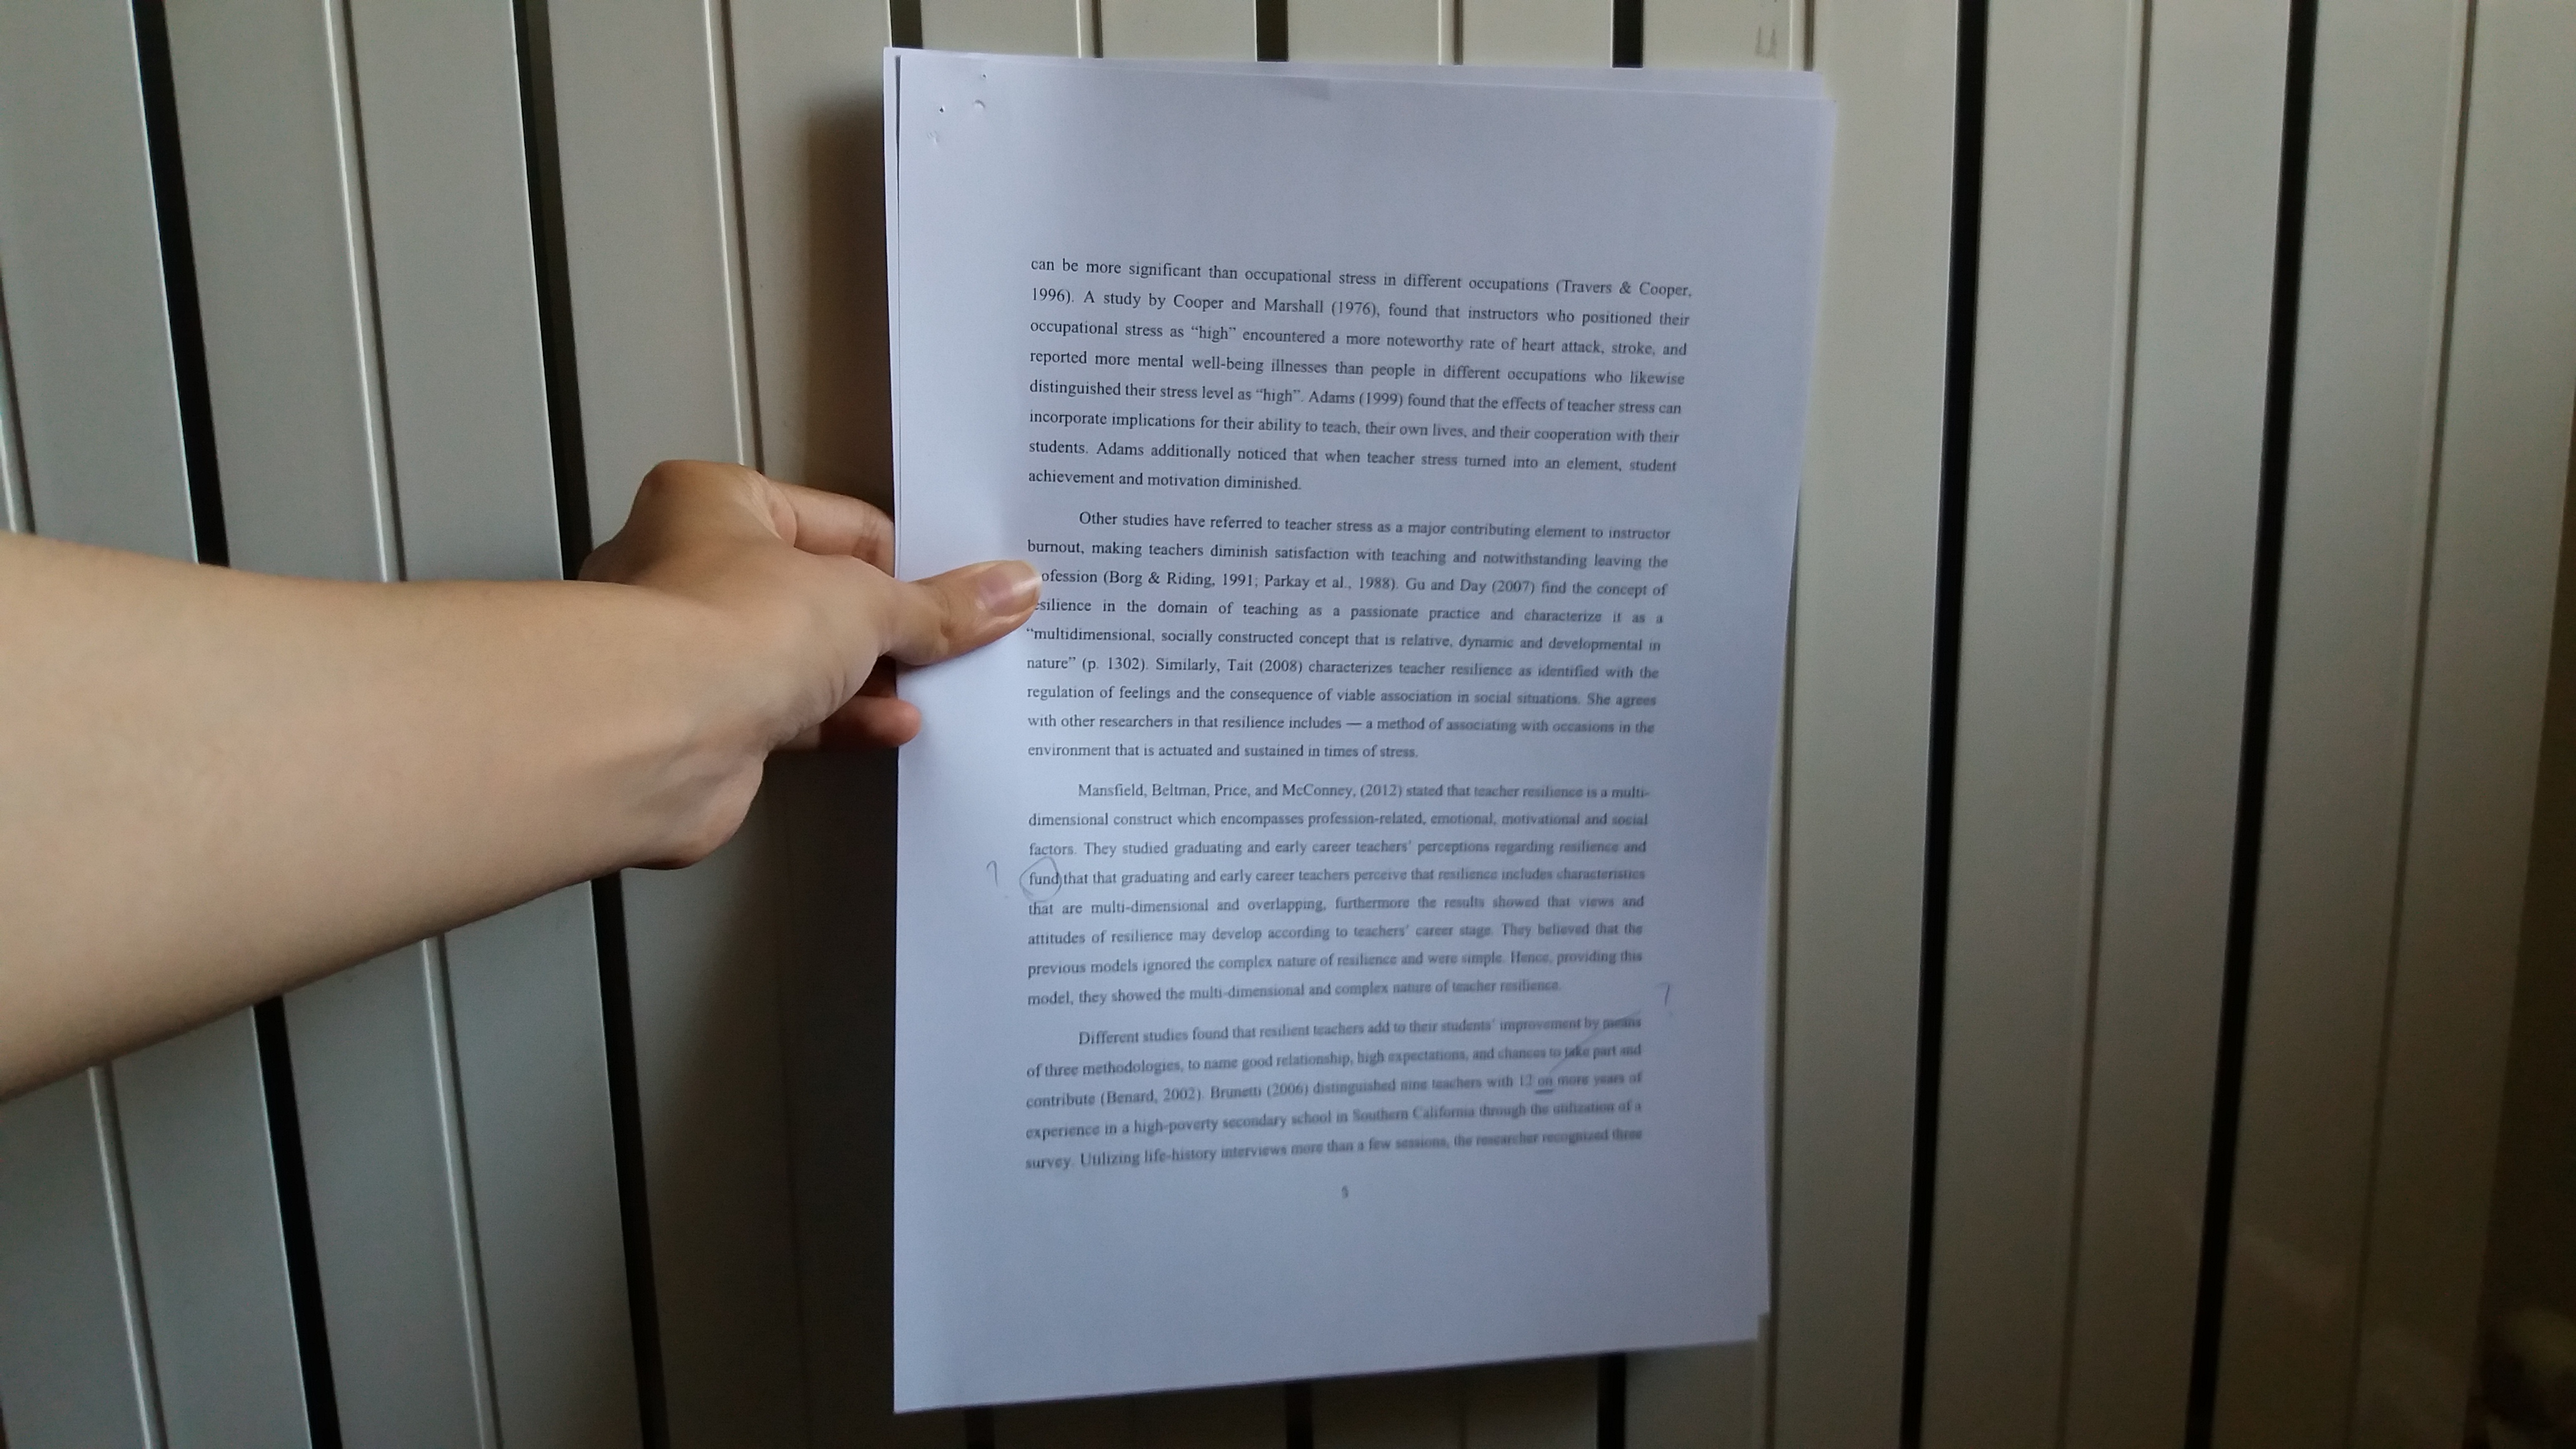 can be more significant than occupational stress in different occupations (Travers & Cooper,
1996). A study by Cooper and Marshall (1976), found that instructors who positioned their
occupational stress as “high” encountered a more noteworthy rate of heart attack, stroke, and
reported more mental well-being illnesses than people in different occupations who likewise
distinguished their stress level as “high”. Adams (1999) found that the effects of teacher stress can
incorporate implications for their ability to teach, their own lives, and their cooperation with their
students. Adams additionally noticed that when teacher stress turned into an element, student
achievement and motivation diminished.
Other studies have referred to teacher stress as a major contributing element to instructor
burnout, making teachers diminish satisfaction with teaching and notwithstanding leaving the
ofession (Borg & Riding, 1991; Parkay et al., 1988). Gu and Day (2007) find the concept of
esilience in the domain of teaching as a passionate practice and characterize it as a
“multidimensional, socially constructed concept that is relative, dynamic and developmental in
nature” (p. 1302). Similarly, Tait (2008) characterizes teacher resilience as identified with the
regulation of feelings and the consequence of viable association in social situations. She agrees
with other researchers in that resilience includes — a method of associating with occasions in the
environment that is actuated and sustained in times of stress.
Mansfield, Beltman, Price, and McConney, (2012) stated that teacher resilience is a multi-
dimensional construct which encompasses profession-related, emotional, motivational and social
factors. They studied graduating and early career teachers’ perceptions regarding resilience and
? fund that that graduating and early career teachers perceive that resilience includes characteristics
that are multi-dimensional and overlapping, furthermore the results showed that views and
attitudes of resilience may develop according to teachers’ career stage. They believed that the
previous models ignored the complex nature of resilience and were simple. Hence, providing this
model, they showed the multi-dimensional and complex nature of teacher resilience.
?
Different studies found that resilient teachers add to their students’ improvement by means
of three methodologies, to name good relationship, high expectations, and chances to take part and
contribute (Benard, 2002). Brunetti (2006) distinguished nine teachers with on more years of
experience in a high-poverty secondary school in Southern California through the utilization of a
survey. Utilizing life-history interviews more than a few sessions, the researcher recognized three
5